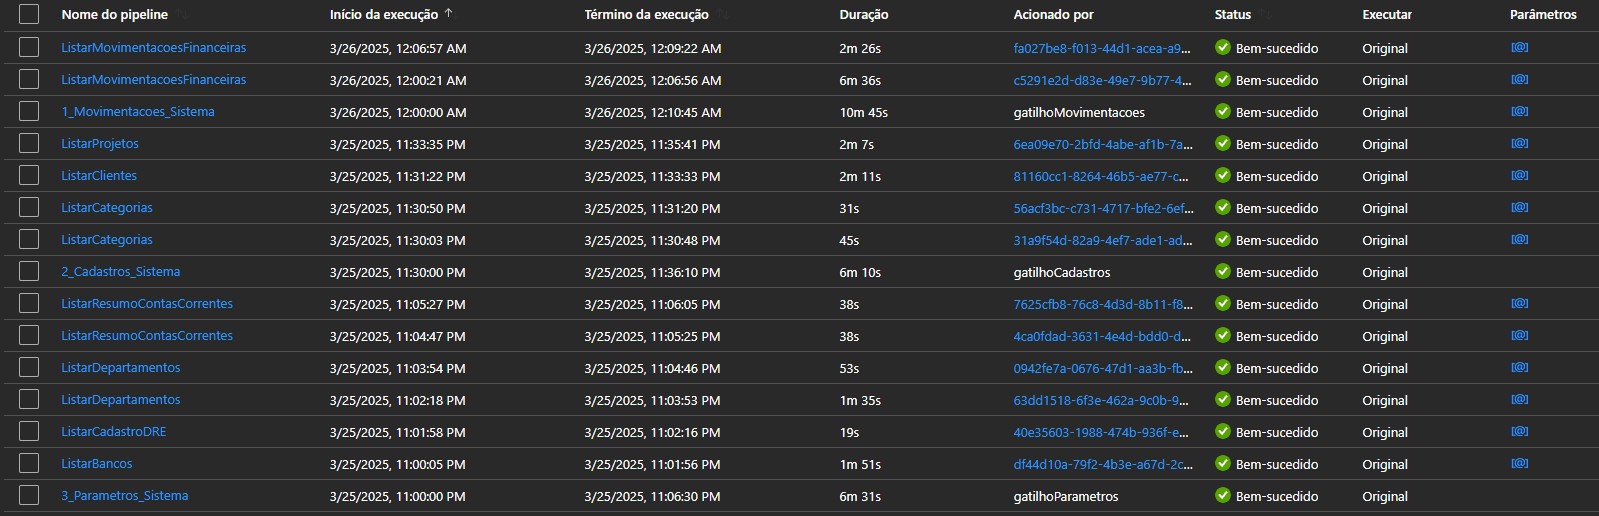 Nome do pipeline Início da execução ↑ Término da execução Duração Acionado por Status Executar Parâmetros
ListarMovimentacoesFinanceiras 3/26/2025, 12:06:57 AM 3/26/2025, 12:09:22 AM 2m 26s fa027be8-f013-44d1-acea-a9... Bem-sucedido Original [@]
ListarMovimentacoesFinanceiras 3/26/2025, 12:00:21 AM 3/26/2025, 12:06:56 AM 6m 36s c5291e2d-d83e-49e7-9b77-4... Bem-sucedido Original [@]
1_Movimentacoes_Sistema 3/26/2025, 12:00:00 AM 3/26/2025, 12:10:45 AM 10m 45s gatilhoMovimentacoes Bem-sucedido Original [@]
ListarProjetos 3/25/2025, 11:33:35 PM 3/25/2025, 11:35:41 PM 2m 7s 6ea09e70-2bfd-4abe-af1b-7a... Bem-sucedido Original [@]
ListarClientes 3/25/2025, 11:31:22 PM 3/25/2025, 11:33:33 PM 2m 11s 81160cc1-8264-46b5-ae77-c... Bem-sucedido Original [@]
ListarCategorias 3/25/2025, 11:30:50 PM 3/25/2025, 11:31:20 PM 31s 56acf3bc-c731-4717-bfe2-6ef... Bem-sucedido Original [@]
ListarCategorias 3/25/2025, 11:30:03 PM 3/25/2025, 11:30:48 PM 45s 31a9f54d-82a9-4ef7-ade1-ad... Bem-sucedido Original [@]
2_Cadastros_Sistema 3/25/2025, 11:30:00 PM 3/25/2025, 11:36:10 PM 6m 10s gatilhoCadastros Bem-sucedido Original
ListarResumoContasCorrentes 3/25/2025, 11:05:27 PM 3/25/2025, 11:06:05 PM 38s 7625cfb8-76c8-4d3d-8b11-f8... Bem-sucedido Original [@]
ListarResumoContasCorrentes 3/25/2025, 11:04:47 PM 3/25/2025, 11:05:25 PM 38s 4ca0fdad-3631-4e4d-bdd0-d... Bem-sucedido Original [@]
ListarDepartamentos 3/25/2025, 11:03:54 PM 3/25/2025, 11:04:46 PM 53s 0942fe7a-0676-47d1-aa3b-fb... Bem-sucedido Original [@]
ListarDepartamentos 3/25/2025, 11:02:18 PM 3/25/2025, 11:03:53 PM 1m 35s 63dd1518-6f3e-462a-9c0b-9... Bem-sucedido Original [@]
ListarCadastroDRE 3/25/2025, 11:01:58 PM 3/25/2025, 11:02:16 PM 19s 40e35603-1988-474b-936f-e... Bem-sucedido Original [@]
ListarBancos 3/25/2025, 11:00:05 PM 3/25/2025, 11:01:56 PM 1m 51s df44d10a-79f2-4b3e-a67d-2c... Bem-sucedido Original [@]
3_Parametros_Sistema 3/25/2025, 11:00:00 PM 3/25/2025, 11:06:30 PM 6m 31s gatilhoParametros Bem-sucedido Original